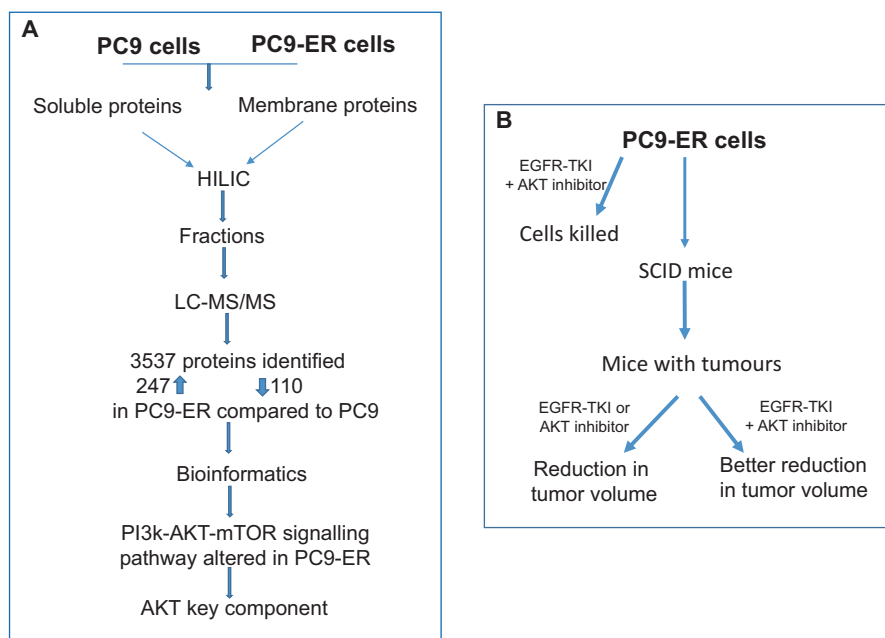 A
PC9 cells
PC9-ER cells
Soluble proteins
Membrane proteins
HILIC
Fractions
LC-MS/MS
3537 proteins identified
247
110
in PC9-ER compared to PC9
Bioinformatics
PI3k-AKT-mTOR signalling
pathway altered in PC9-ER
AKT key component
B
PC9-ER cells
EGFR-TKI
+ AKT inhibitor
Cells killed
SCID mice
Mice with tumours
EGFR-TKI or
AKT inhibitor
EGFR-TKI
+ AKT inhibitor
Reduction in
tumor volume
Better reduction
in tumor volume